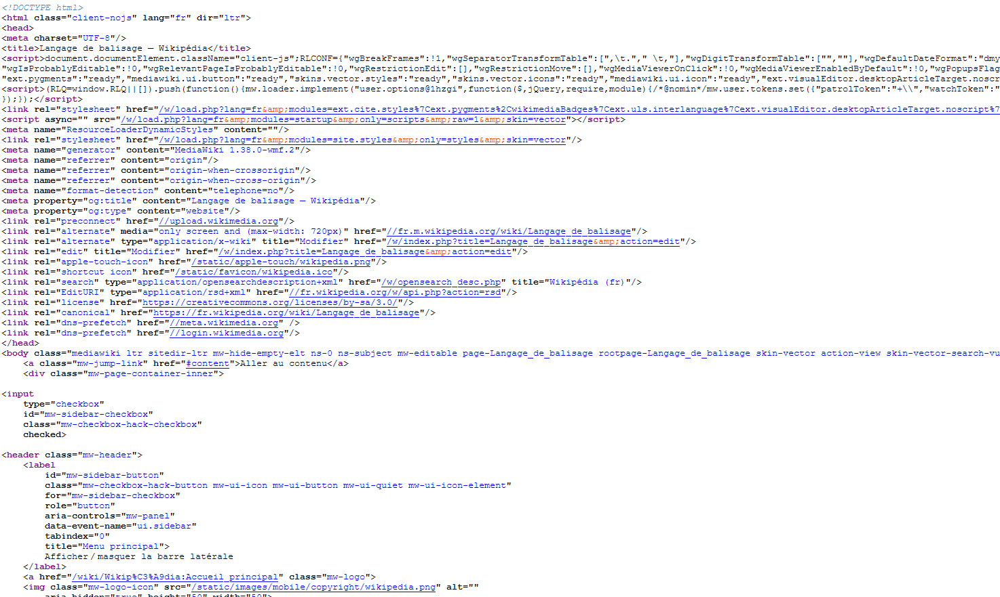 <!DOCTYPE html>
<html class="client-nojs" lang="fr" dir="ltr">
<head>
<meta charset="UTF-8"/>
<title>Langage de balisage — Wikipédia</title>
<script>document.documentElement.className="client-js";RLCONF={"wgBreakFrames":!1,"wgSeparatorTransformTable":[",\t."," \t,"],"wgDigitTransformTable":["",""],"wgDefaultDateFormat":"dmy
"wgIsProbablyEditable":!0,"wgRelevantPageIsProbablyEditable":!0,"wgRestrictionEdit":[],"wgRestrictionMove":[],"wgMediaViewerOnClick":!0,"wgMediaViewerEnabledByDefault":!0,"wgPopupsFlag
"ext.pygments":"ready","mediawiki.ui.button":"ready","skins.vector.styles":"ready","skins.vector.icons":"ready","mediawiki.ui.icon":"ready","ext.visualEditor.desktopArticleTarget.noscr
<script>(RLQ=window.RLQ||[]).push(function(){mw.loader.implement("user.options@1hzgi",function($,jQuery,require,module){/*@nomin*/mw.user.tokens.set({"patrolToken":"+\\","watchToken":"
});});</script>
<link rel="stylesheet" href="/w/load.php?lang=fr&amp;modules=ext.cite.styles%7Cext.pygments%2CwikimediaBadges%7Cext.uls.interlanguage%7Cext.visualEditor.desktopArticleTarget.noscript%7
<script async="" src="/w/load.php?lang=fr&amp;modules=startup&amp;only=scripts&amp;raw=1&amp;skin=vector"></script>
<meta name="ResourceLoaderDynamicStyles" content=""/>
<link rel="stylesheet" href="/w/load.php?lang=fr&amp;modules=site.styles&amp;only=styles&amp;skin=vector"/>
<meta name="generator" content="MediaWiki 1.38.0-wmf.2"/>
<meta name="referrer" content="origin"/>
<meta name="referrer" content="origin-when-crossorigin"/>
<meta name="referrer" content="origin-when-cross-origin"/>
<meta name="format-detection" content="telephone=no"/>
<meta property="og:title" content="Langage de balisage — Wikipédia"/>
<meta property="og:type" content="website"/>
<link rel="preconnect" href="//upload.wikimedia.org"/>
<link rel="alternate" media="only screen and (max-width: 720px)" href="//fr.m.wikipedia.org/wiki/Langage_de_balisage"/>
<link rel="alternate" type="application/x-wiki" title="Modifier" href="/w/index.php?title=Langage_de_balisage&amp;action=edit"/>
<link rel="edit" title="Modifier" href="/w/index.php?title=Langage_de_balisage&amp;action=edit"/>
<link rel="apple-touch-icon" href="/static/apple-touch/wikipedia.png"/>
<link rel="shortcut icon" href="/static/favicon/wikipedia.ico"/>
<link rel="search" type="application/opensearchdescription+xml" href="/w/opensearch_desc.php" title="Wikipédia (fr)"/>
<link rel="EditURI" type="application/rsd+xml" href="//fr.wikipedia.org/w/api.php?action=rsd"/>
<link rel="license" href="https://creativecommons.org/licenses/by-sa/3.0/"/>
<link rel="canonical" href="https://fr.wikipedia.org/wiki/Langage_de_balisage"/>
<link rel="dns-prefetch" href="//meta.wikimedia.org" />
<link rel="dns-prefetch" href="//login.wikimedia.org"/>
</head>
<body class="mediawiki ltr sitedir-ltr mw-hide-empty-elt ns-0 ns-subject mw-editable page-Langage_de_balisage rootpage-Langage_de_balisage skin-vector action-view skin-vector-search-vu
<a class="mw-jump-link" href="#content">Aller au contenu</a>
<div class="mw-page-container-inner">
<input
type="checkbox"
id="mw-sidebar-checkbox"
class="mw-checkbox-hack-checkbox"
checked>
<header class="mw-header">
<label
id="mw-sidebar-button"
class="mw-checkbox-hack-button mw-ui-icon mw-ui-button mw-ui-quiet mw-ui-icon-element"
for="mw-sidebar-checkbox"
role="button"
aria-controls="mw-panel"
data-event-name="ui.sidebar"
tabindex="0"
title="Menu principal">
Afficher / masquer la barre latérale
</label>
<a href="/wiki/Wikip%C3%A9dia:Accueil_principal" class="mw-logo">
<img class="mw-logo-icon" src="/static/images/mobile/copyright/wikipedia.png" alt=""
aria-hidden="true" height="50" width="50">